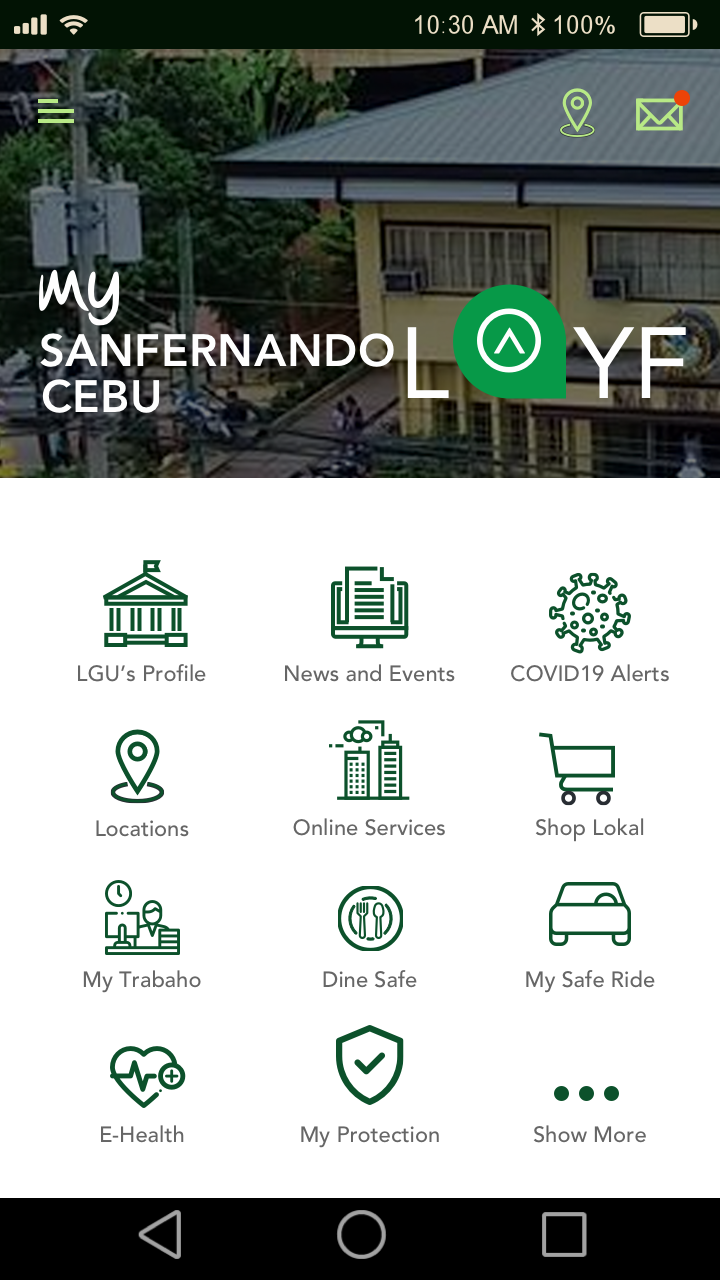 10:30 AM 100%
My
SANFERNANDO
CEBU
L YF
LGU's Profile
News and Events
COVID19 Alerts
Locations
Online Services
Shop Lokal
My Trabaho
Dine Safe
My Safe Ride
E-Health
My Protection
Show More